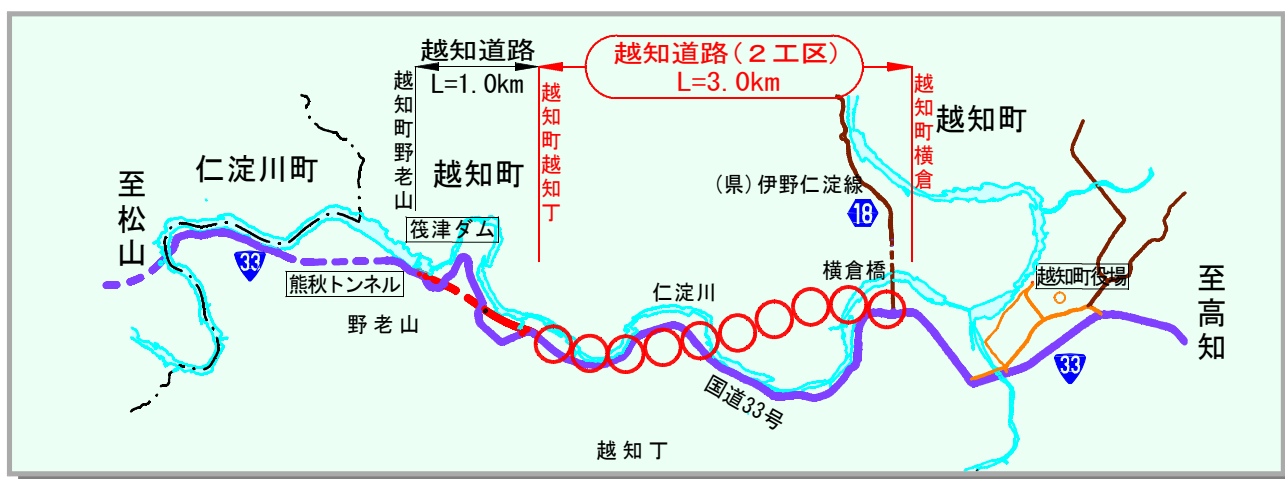 越知道路
L=1.0km
越知道路(2工区)
L=3.0km
越知町野老山
越知町越知丁
越知町横倉
越知町
仁淀川町
越知町
至松山
(県)伊野仁淀線
18
筏津ダム
33
熊秋トンネル
野老山
仁淀川
横倉橋
越知町役場
至高知
国道33号
33
越知丁